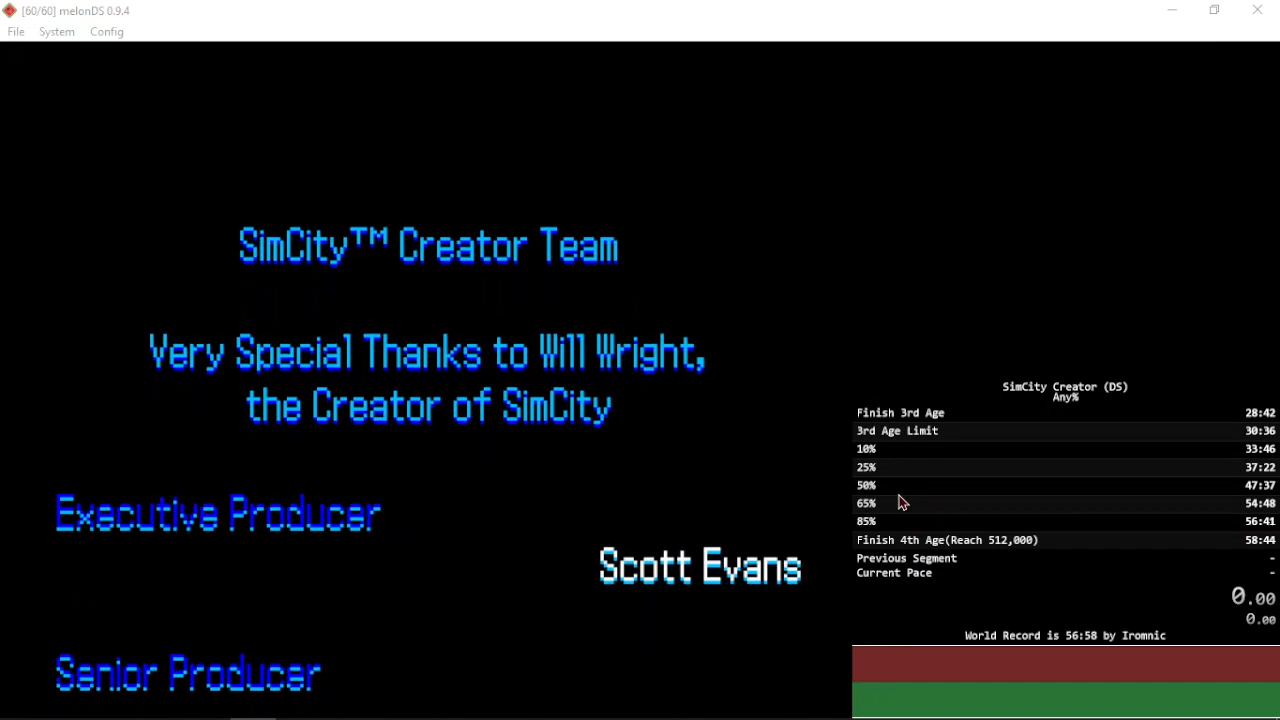 [60/60] melonDS 0.9.4
File System Config
SimCity™ Creator Team
Very Special Thanks to Will Wright,
the Creator of SimCity
Executive Producer
Scott Evans
Senior Producer
SimCity Creator (DS)
Any%
Finish 3rd Age 28:42
3rd Age Limit 30:36
10% 33:46
25% 37:22
50% 47:37
65% 54:48
85% 56:41
Finish 4th Age(Reach 512,000) 58:44
Previous Segment -
Current Pace -
0.00
0.00
World Record is 56:58 by Iromnic